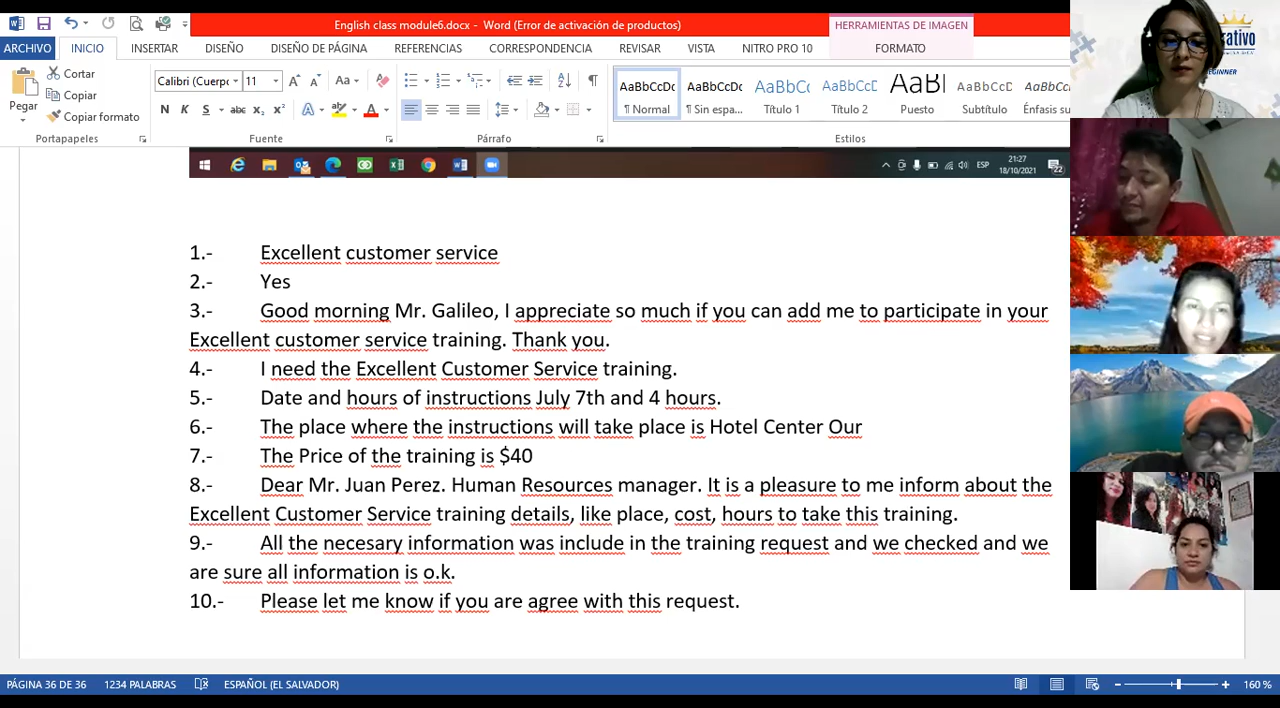 English class module6.docx - Word (Error de activación de productos)
HERRAMIENTAS DE IMAGEN
ARCHIVO INICIO INSERTAR DISEÑO DISEÑO DE PÁGINA REFERENCIAS CORRESPONDENCIA REVISAR VISTA NITRO PRO 10 FORMATO
Pegar
Cortar
Copiar
Copiar formato
Portapapeles
Calibri (Cuerpo 11
N K S abc x₂ x²
Fuente
Párrafo
AaBbCcDc AaBbCcDc AaBbCc AaBbCcD AaBl AaBbCcD AaBbCcD
¶ Normal ¶ Sin espa... Título 1 Título 2 Puesto Subtítulo Énfasis su
Estilos
BEGINNER
ESP
21:27
18/10/2021
22
1.- Excellent customer service
2.- Yes
3.- Good morning Mr. Galileo, I appreciate so much if you can add me to participate in your
Excellent customer service training. Thank you.
4.- I need the Excellent Customer Service training.
5.- Date and hours of instructions July 7th and 4 hours.
6.- The place where the instructions will take place is Hotel Center Our
7.- The Price of the training is $40
8.- Dear Mr. Juan Perez. Human Resources manager. It is a pleasure to me inform about the
Excellent Customer Service training details, like place, cost, hours to take this training.
9.- All the necesary information was include in the training request and we checked and we
are sure all information is o.k.
10.- Please let me know if you are agree with this request.
PÁGINA 36 DE 36 1234 PALABRAS ESPAÑOL (EL SALVADOR) 160 %